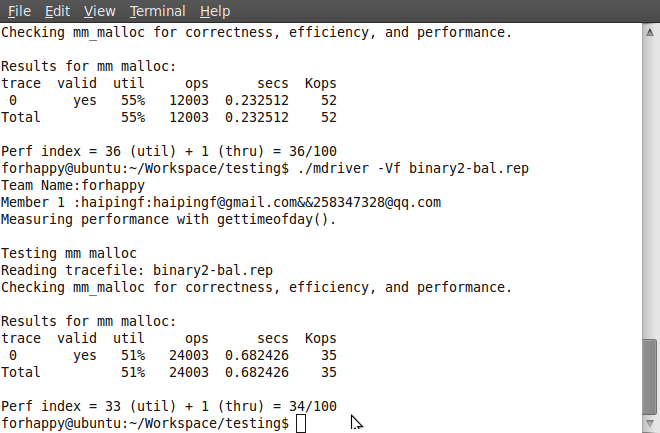 File Edit View Terminal Help
Checking mm_malloc for correctness, efficiency, and performance.
Results for mm malloc:
trace valid util ops secs Kops
0 yes 55% 12003 0.232512 52
Total 55% 12003 0.232512 52
Perf index = 36 (util) + 1 (thru) = 36/100
forhappy@ubuntu:~/Workspace/testing$ ./mdriver -Vf binary2-bal.rep
Team Name:forhappy
Member 1 :haipingf:haipingf@gmail.com&&258347328@qq.com
Measuring performance with gettimeofday().
Testing mm malloc
Reading tracefile: binary2-bal.rep
Checking mm_malloc for correctness, efficiency, and performance.
Results for mm malloc:
trace valid util ops secs Kops
0 yes 51% 24003 0.682426 35
Total 51% 24003 0.682426 35
Perf index = 33 (util) + 1 (thru) = 34/100
forhappy@ubuntu:~/Workspace/testing$